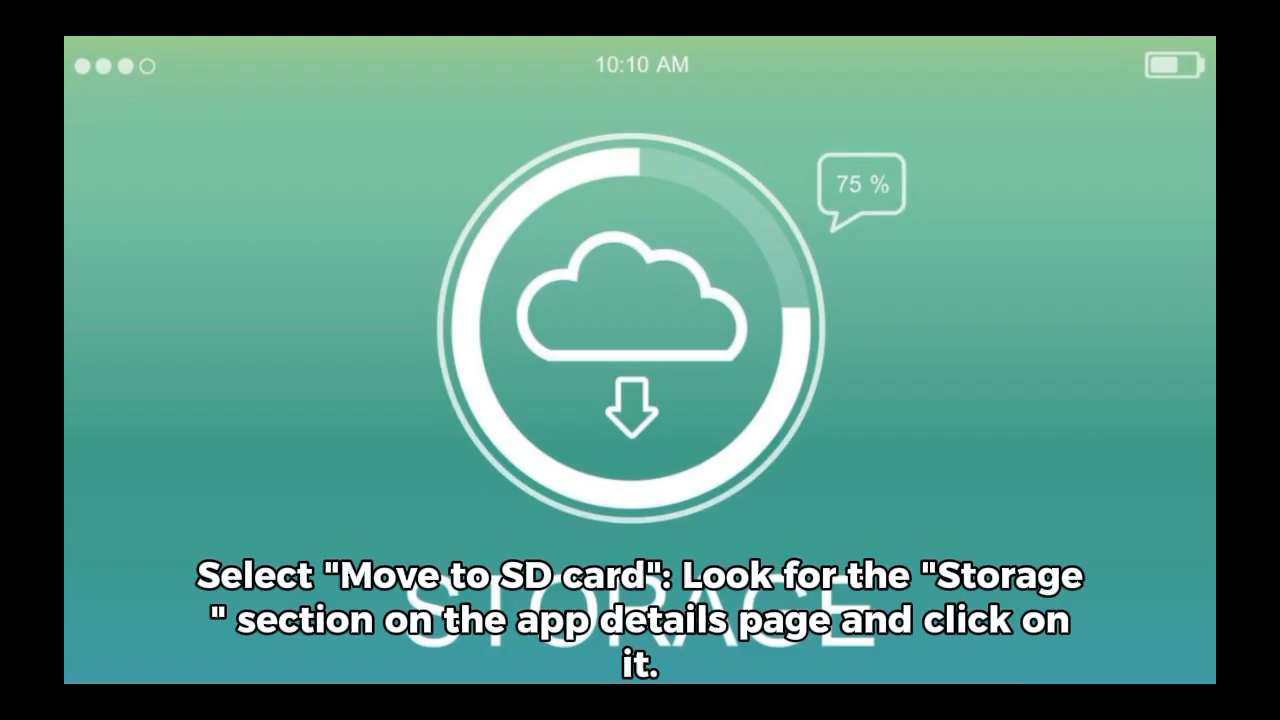 10:10 AM
75 %
STORAGE
Select "Move to SD card": Look for the "Storage
" section on the app details page and click on
it.